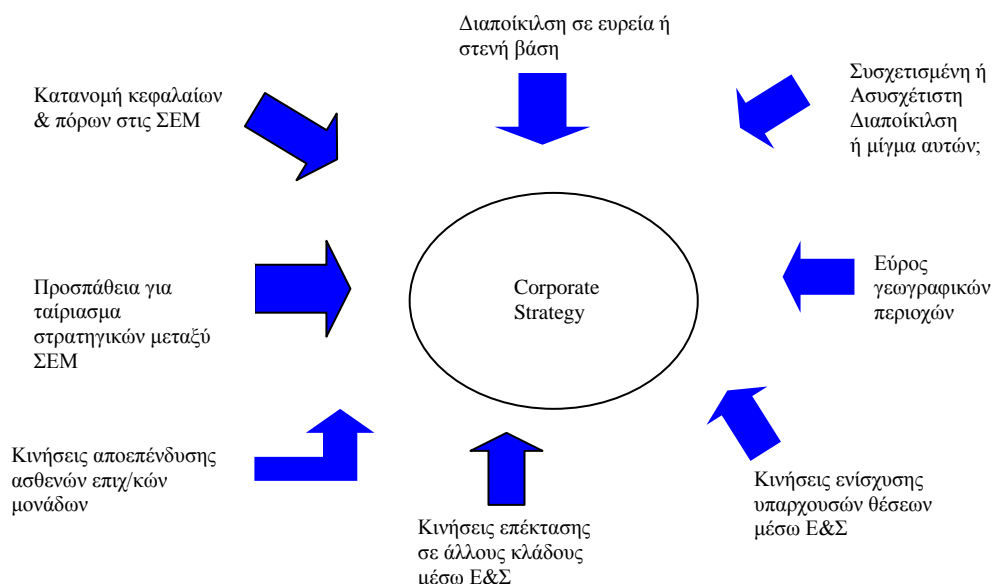 Διαποίκιλση σε ευρεία ή
στενή βάση
Συσχετισμένη ή
Ασυσχέτιστη
Διαποίκιλση
ή μίγμα αυτών;
Κατανομή κεφαλαίων
& πόρων στις ΣΕΜ
Corporate
Strategy
Εύρος
γεωγραφικών
περιοχών
Προσπάθεια για
ταίριασμα
στρατηγικών μεταξύ
ΣΕΜ
Κινήσεις αποεπένδυσης
ασθενών επιχ/κών
μονάδων
Κινήσεις επέκτασης
σε άλλους κλάδους
μέσω Ε&Σ
Κινήσεις ενίσχυσης
υπαρχουσών θέσεων
μέσω Ε&Σ